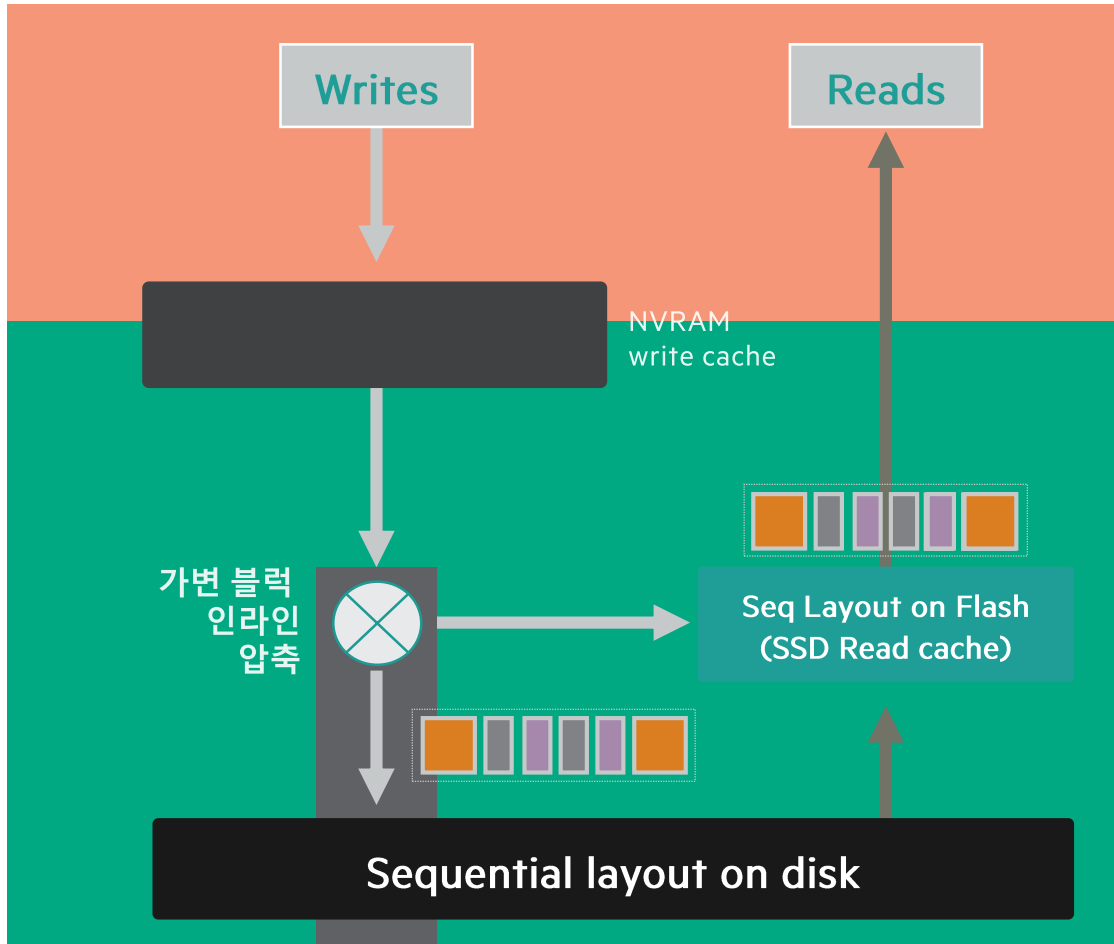 Writes
Reads
NVRAM
write cache
가변 블럭
인라인
압축
Seq Layout on Flash
(SSD Read cache)
Sequential layout on disk